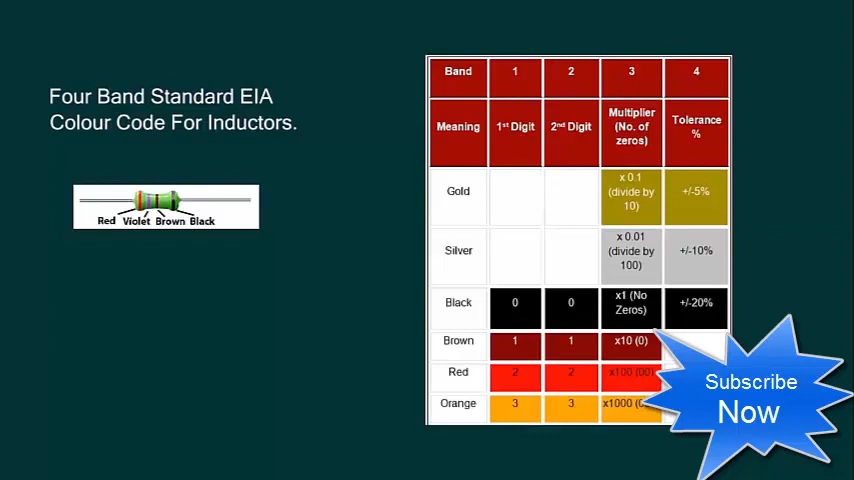 Four Band Standard EIA
Colour Code For Inductors.
Red Violet Brown Black
Band 1 2 3 4
Meaning 1st Digit 2nd Digit Multiplier (No. of zeros) Tolerance %
Gold x 0.1 (divide by 10) +/-5%
Silver x 0.01 (divide by 100) +/-10%
Black 0 0 x1 (No Zeros) +/-20%
Brown 1 1 x10 (0)
Red 2 2 x100 (00)
Orange 3 3 x1000
Subscribe
Now